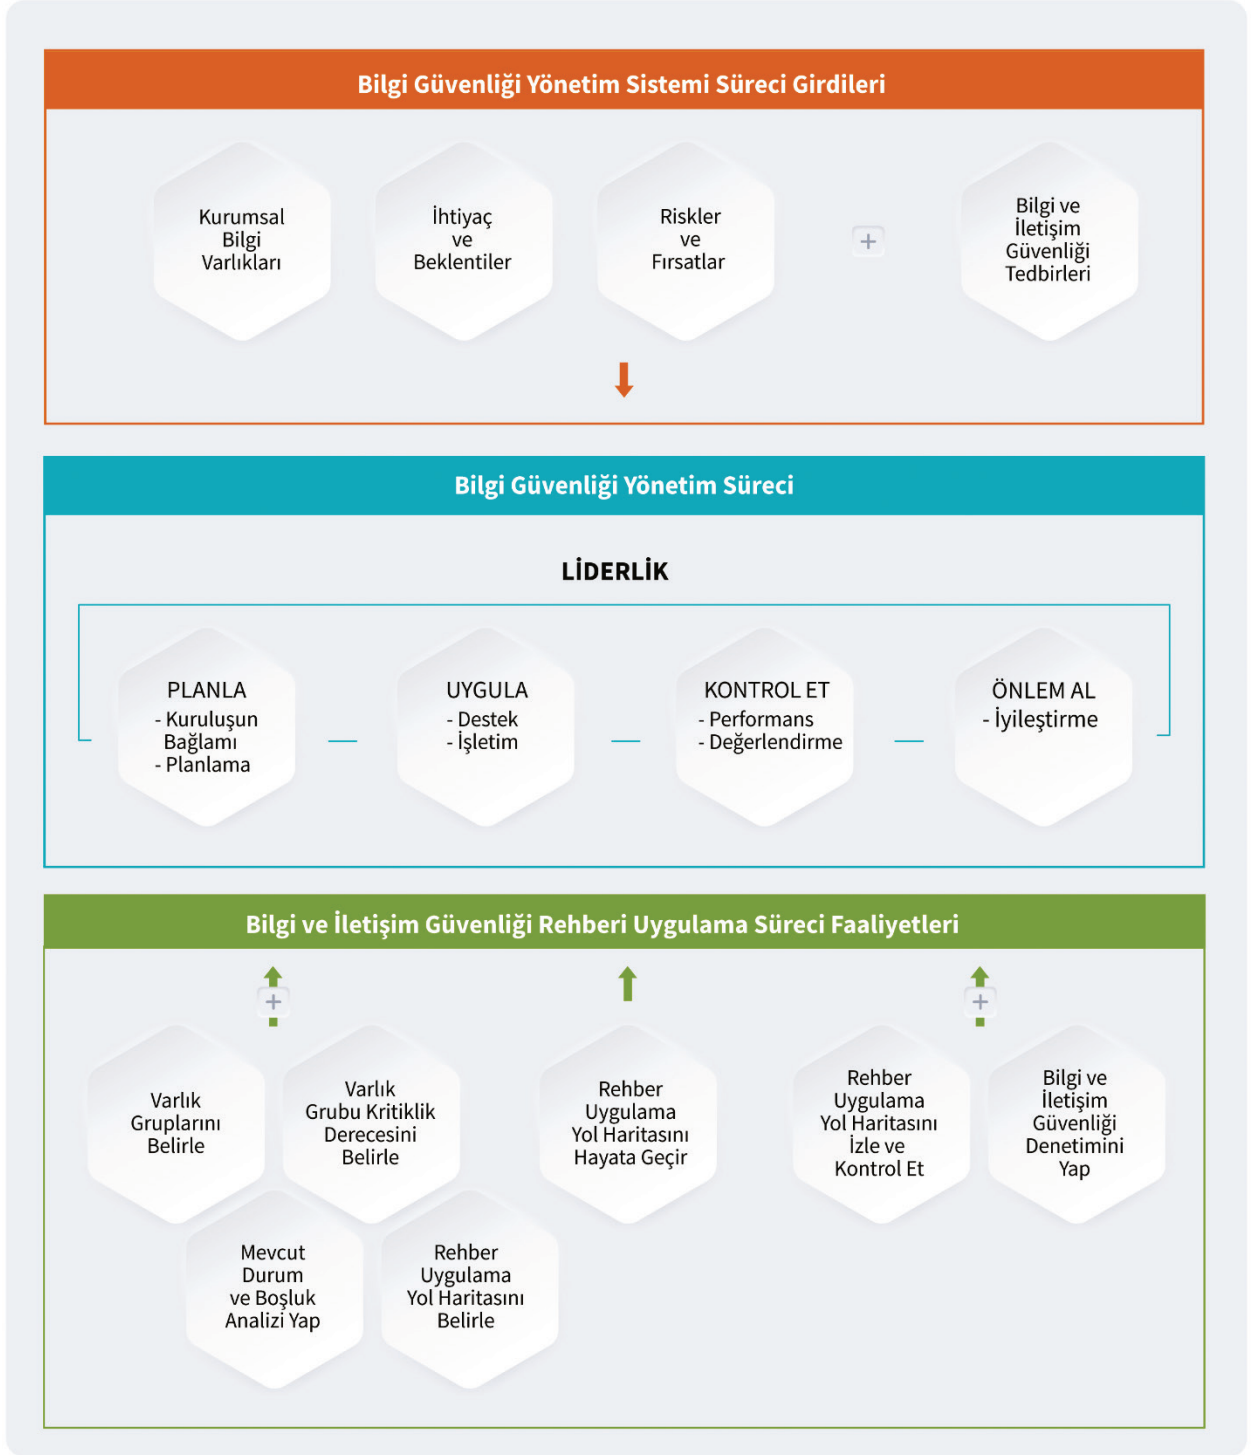 Bilgi Güvenliği Yönetim Sistemi Süreci Girdileri
Kurumsal
Bilgi
Varlıkları
İhtiyaç
ve
Beklentiler
Riskler
ve
Fırsatlar
+
Bilgi ve
İletişim
Güvenliği
Tedbirleri
Bilgi Güvenliği Yönetim Süreci
LİDERLİK
PLANLA
- Kuruluşun
Bağlamı
- Planlama
UYGULA
- Destek
- İşletim
KONTROL ET
- Performans
- Değerlendirme
ÖNLEM AL
- İyileştirme
Bilgi ve İletişim Güvenliği Rehberi Uygulama Süreci Faaliyetleri
+
+
Varlık
Gruplarını
Belirle
Varlık
Grubu Kritiklik
Derecesini
Belirle
Mevcut
Durum
ve Boşluk
Analizi Yap
Rehber
Uygulama
Yol Haritasını
Belirle
Rehber
Uygulama
Yol Haritasını
Hayata Geçir
Rehber
Uygulama
Yol Haritasını
İzle ve
Kontrol Et
Bilgi ve
İletişim
Güvenliği
Denetimini
Yap